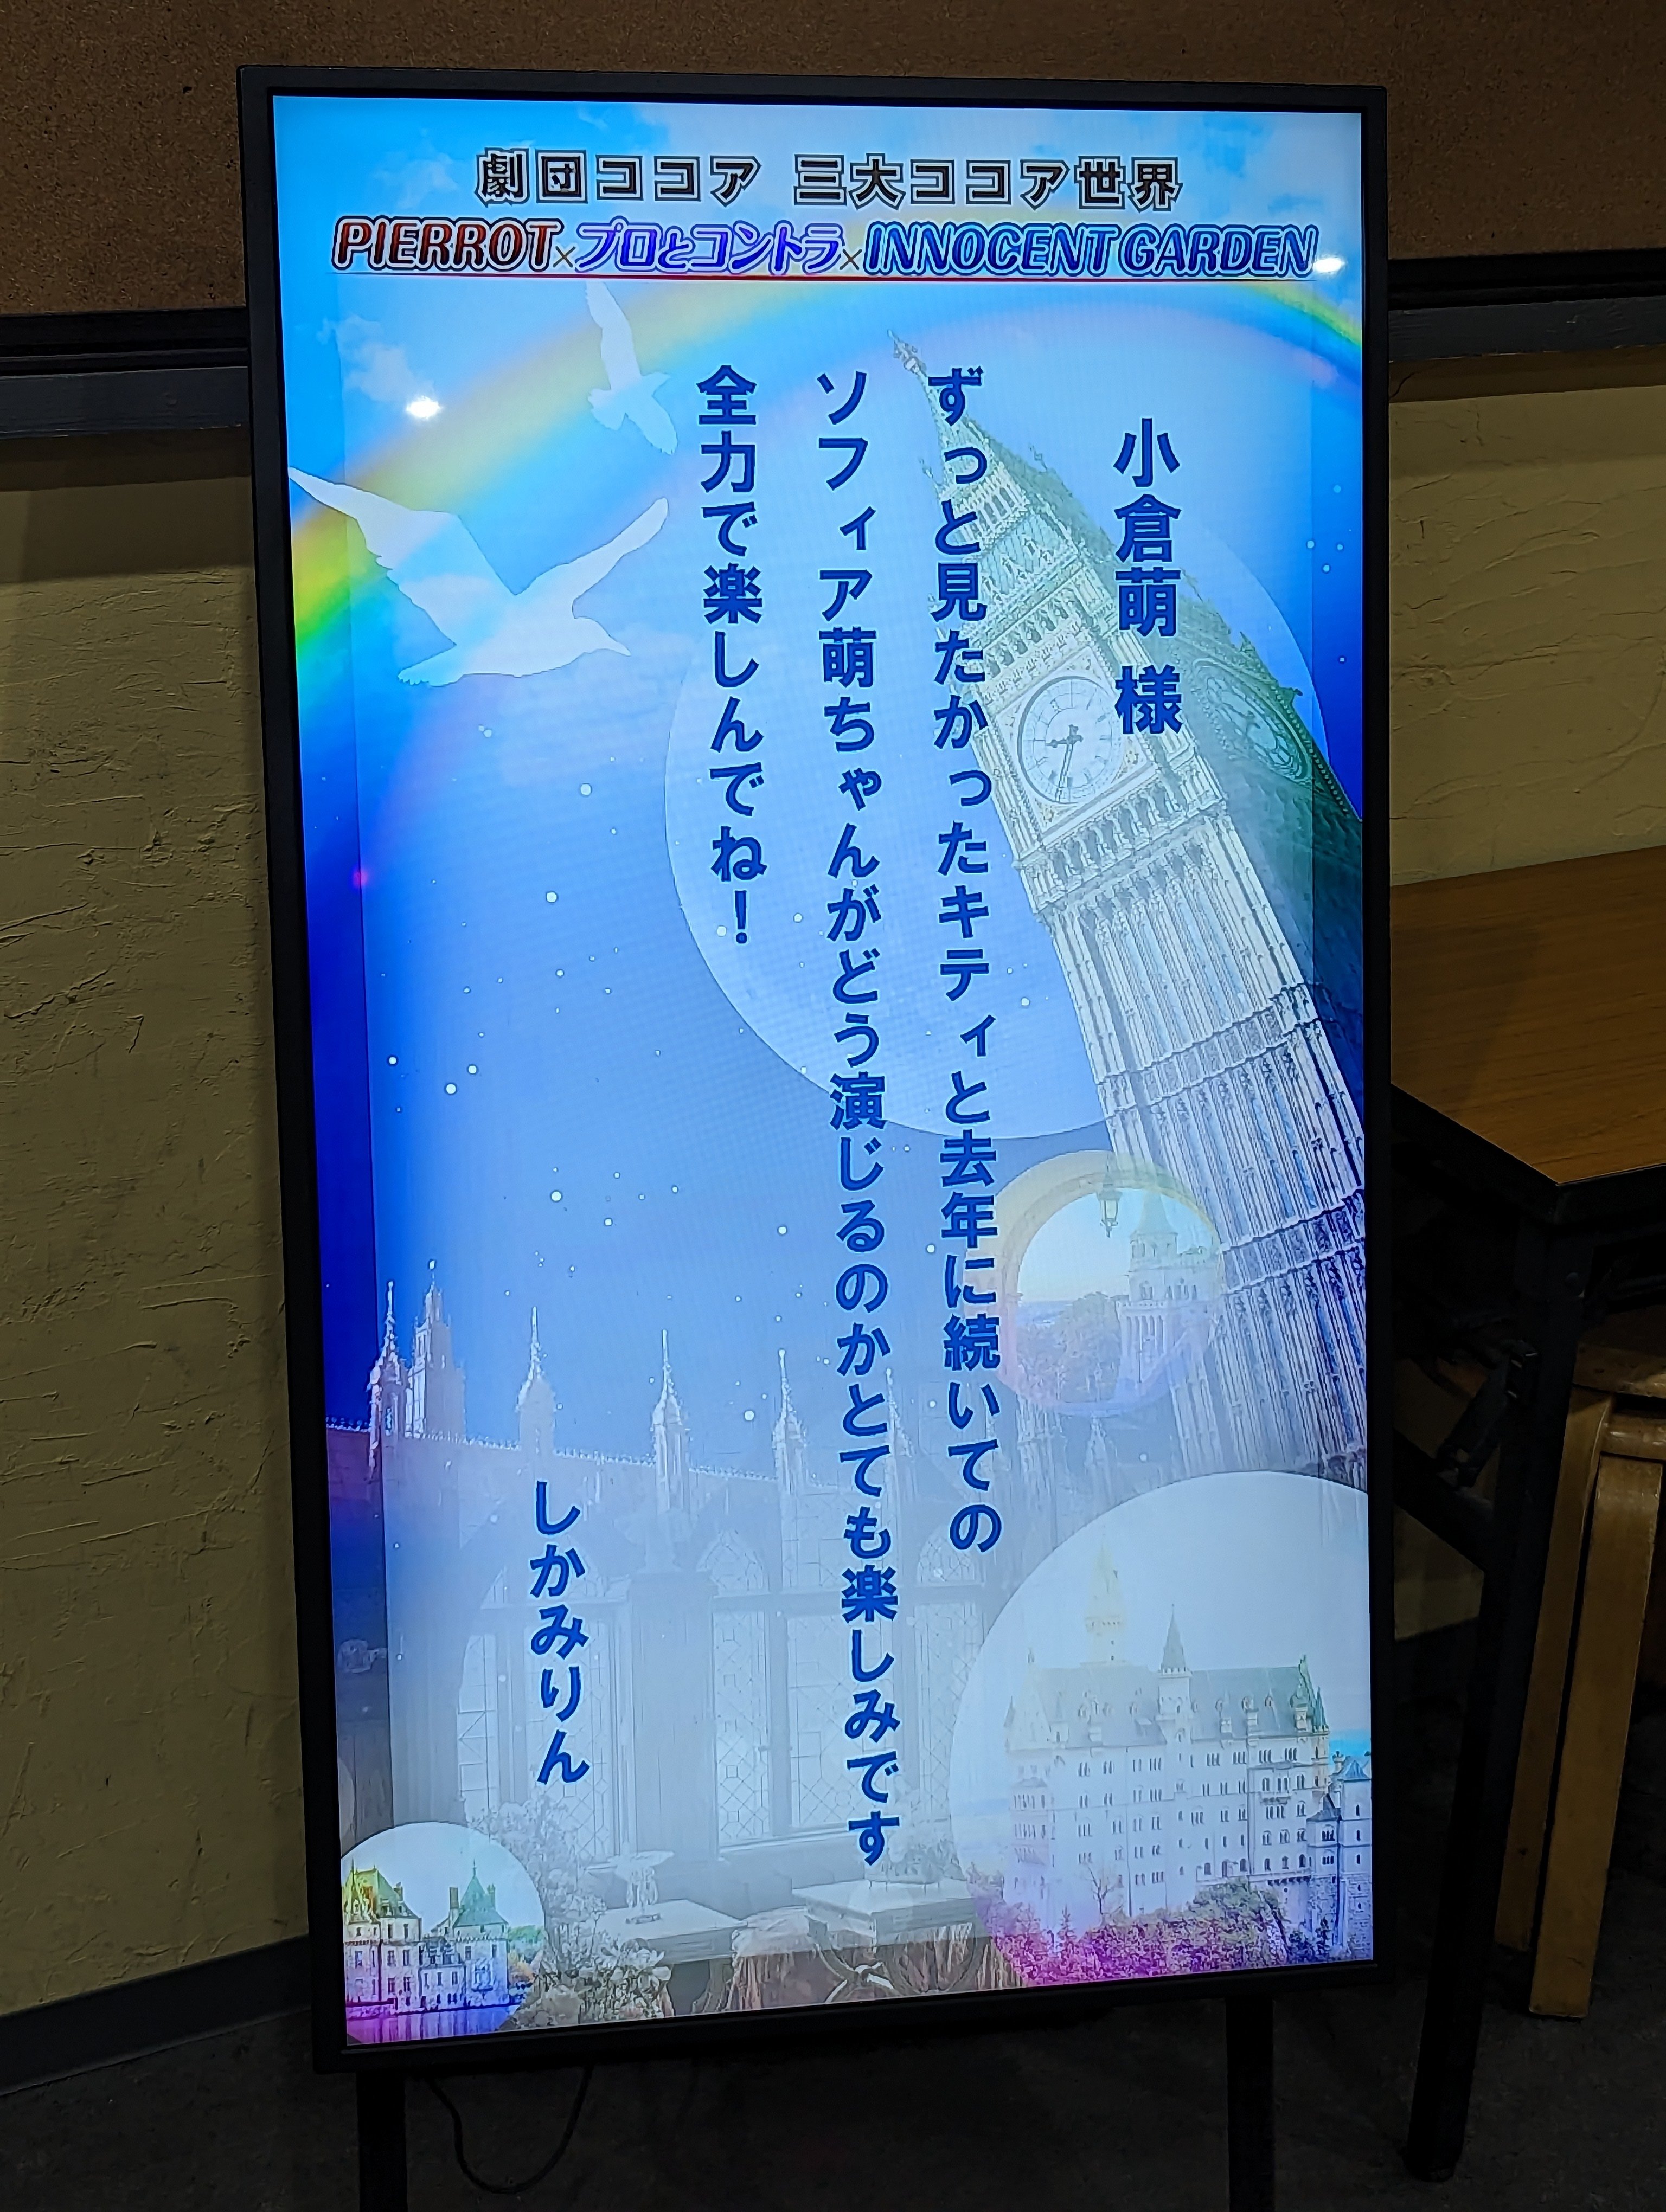 劇団ココア 三大ココア世界
PIERROT×プロとコントラ×INNOCENT GARDEN
小倉萌 様
ずっと見たかったキティと去年に続いての
ソフィア萌ちゃんがどう演じるのかとても楽しみです
全力で楽しんでね！
しかみりん